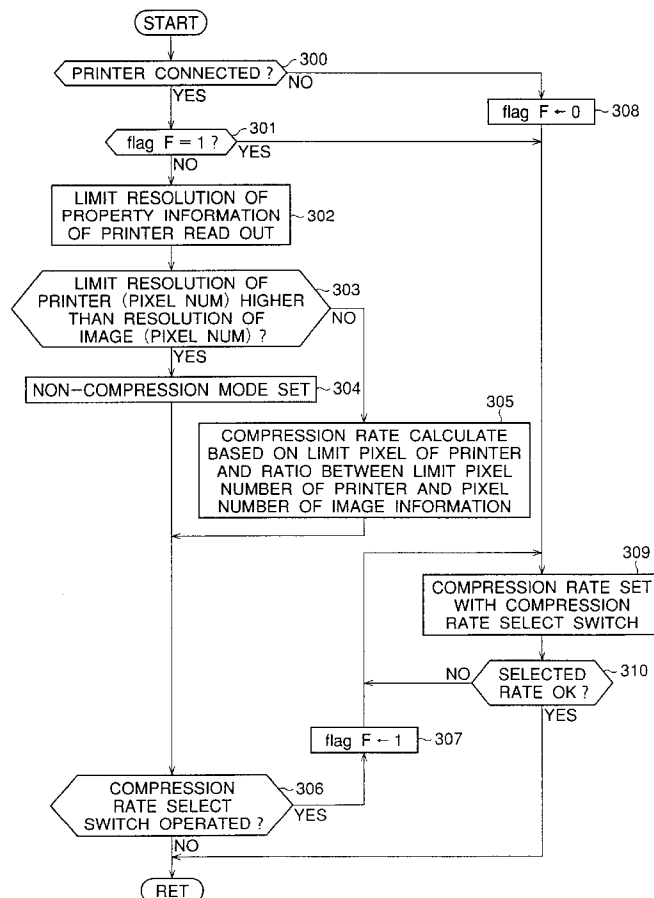 START
PRINTER CONNECTED ?
300
NO
YES
flag F ← 0
308
flag F = 1 ?
301
YES
NO
LIMIT RESOLUTION OF
PROPERTY INFORMATION
OF PRINTER READ OUT
302
LIMIT RESOLUTION OF
PRINTER (PIXEL NUM) HIGHER
THAN RESOLUTION OF
IMAGE (PIXEL NUM) ?
303
NO
YES
NON-COMPRESSION MODE SET
304
305
COMPRESSION RATE CALCULATE
BASED ON LIMIT PIXEL OF PRINTER
AND RATIO BETWEEN LIMIT PIXEL
NUMBER OF PRINTER AND PIXEL
NUMBER OF IMAGE INFORMATION
309
COMPRESSION RATE SET
WITH COMPRESSION
RATE SELECT SWITCH
NO
SELECTED
RATE OK ?
310
YES
flag F ← 1
307
COMPRESSION
RATE SELECT
SWITCH OPERATED ?
306
YES
NO
RET